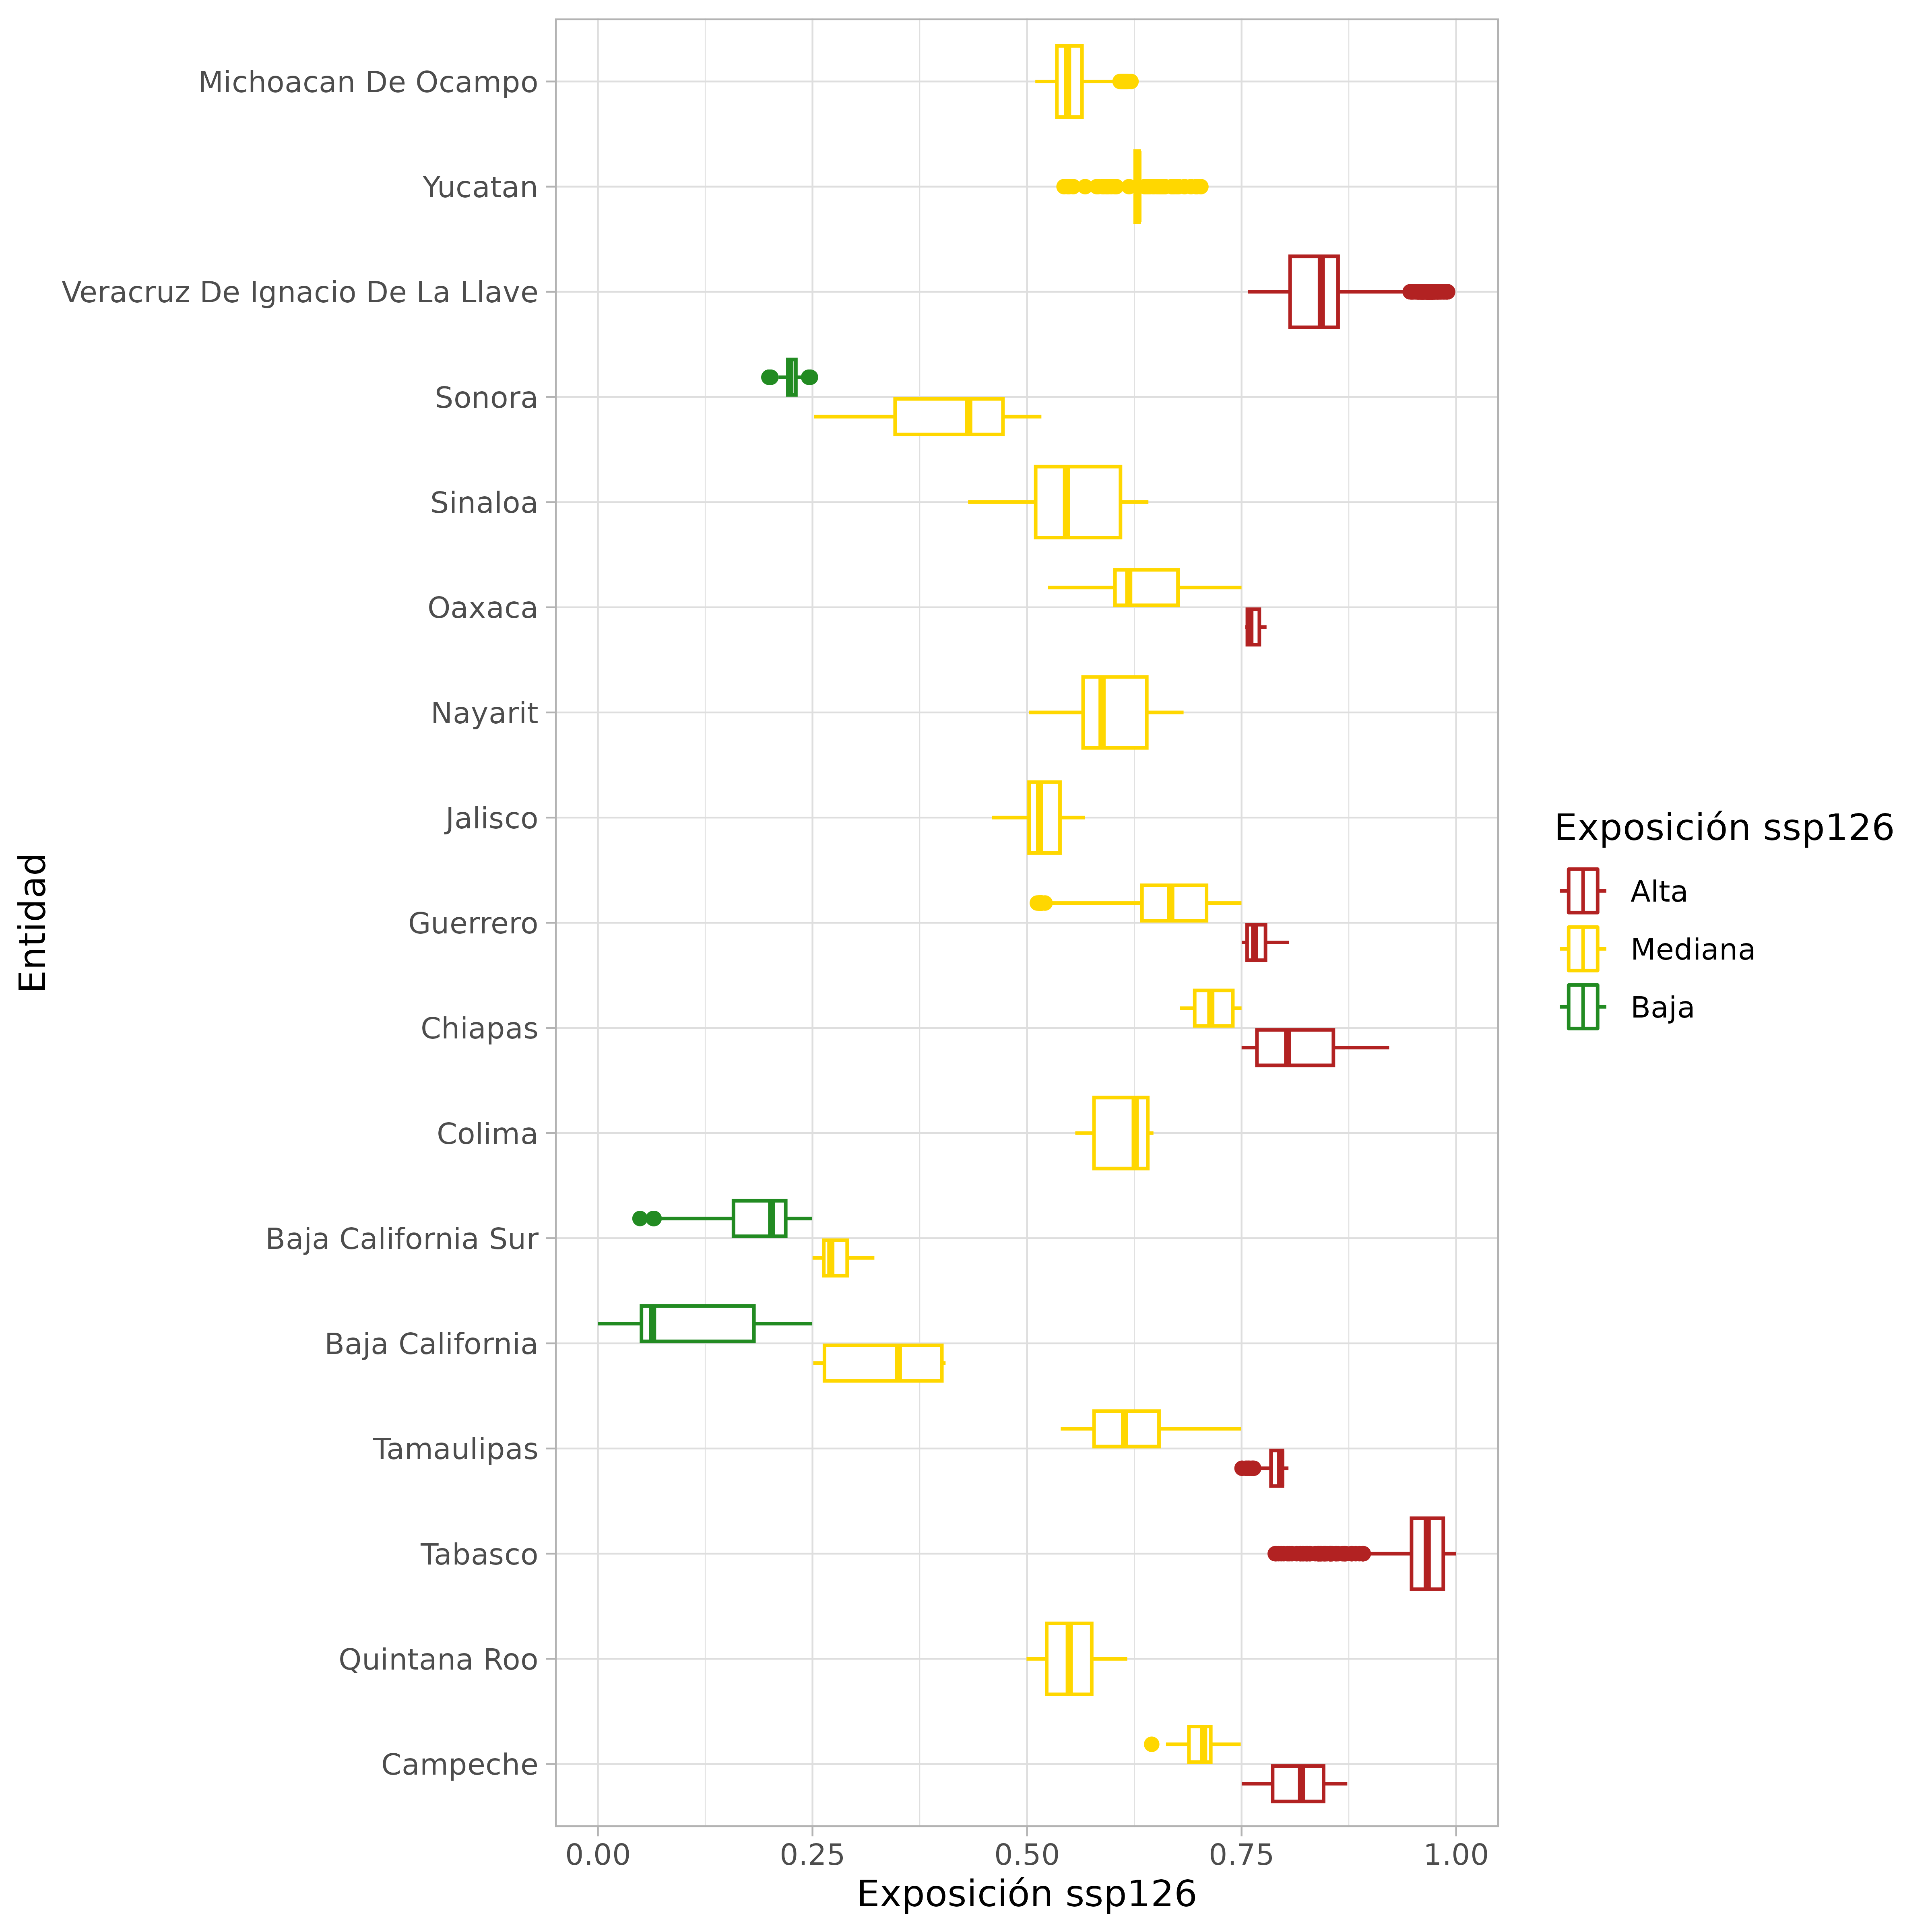 Michoacan De Ocampo
Yucatan
Veracruz De Ignacio De La Llave
Sonora
Sinaloa
Oaxaca
Nayarit
Jalisco
Guerrero
Chiapas
Colima
Baja California Sur
Baja California
Tamaulipas
Tabasco
Quintana Roo
Campeche
Entidad
0.00 0.25 0.50 0.75 1.00
Exposición ssp126
Exposición ssp126
Alta
Mediana
Baja